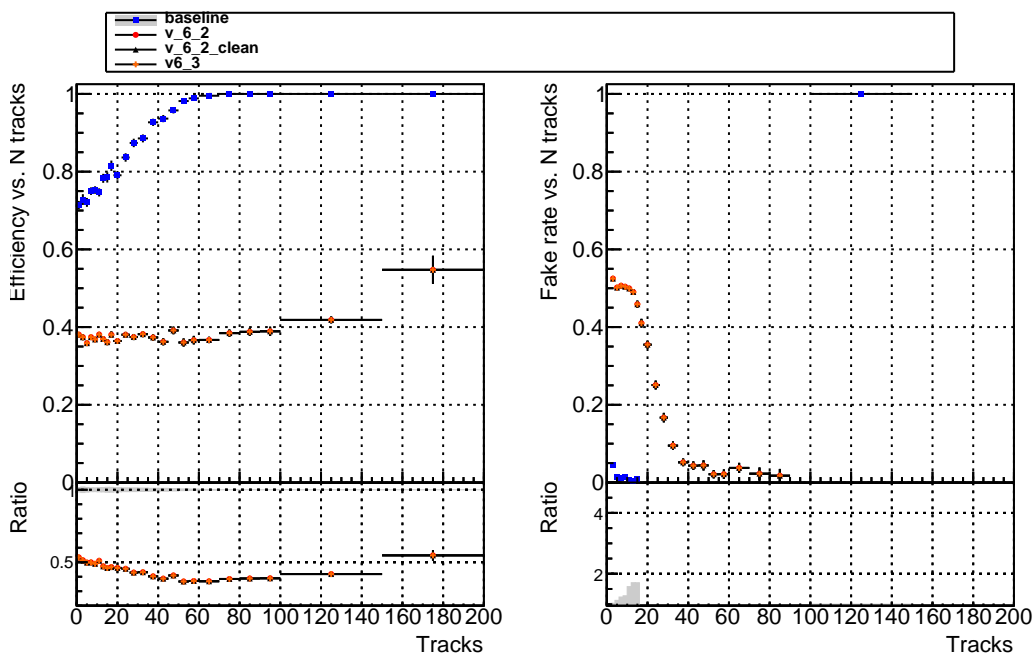 baseline
v_6_2
v_6_2_clean
v6_3
Efficiency vs. N tracks
1
0.8
0.6
0.4
0.2
0
Ratio
1
0.5
0 20 40 60 80 100 120 140 160 180 200
Tracks
Fake rate vs. N tracks
1
0.8
0.6
0.4
0.2
0
Ratio
4
2
0 20 40 60 80 100 120 140 160 180 200
Tracks